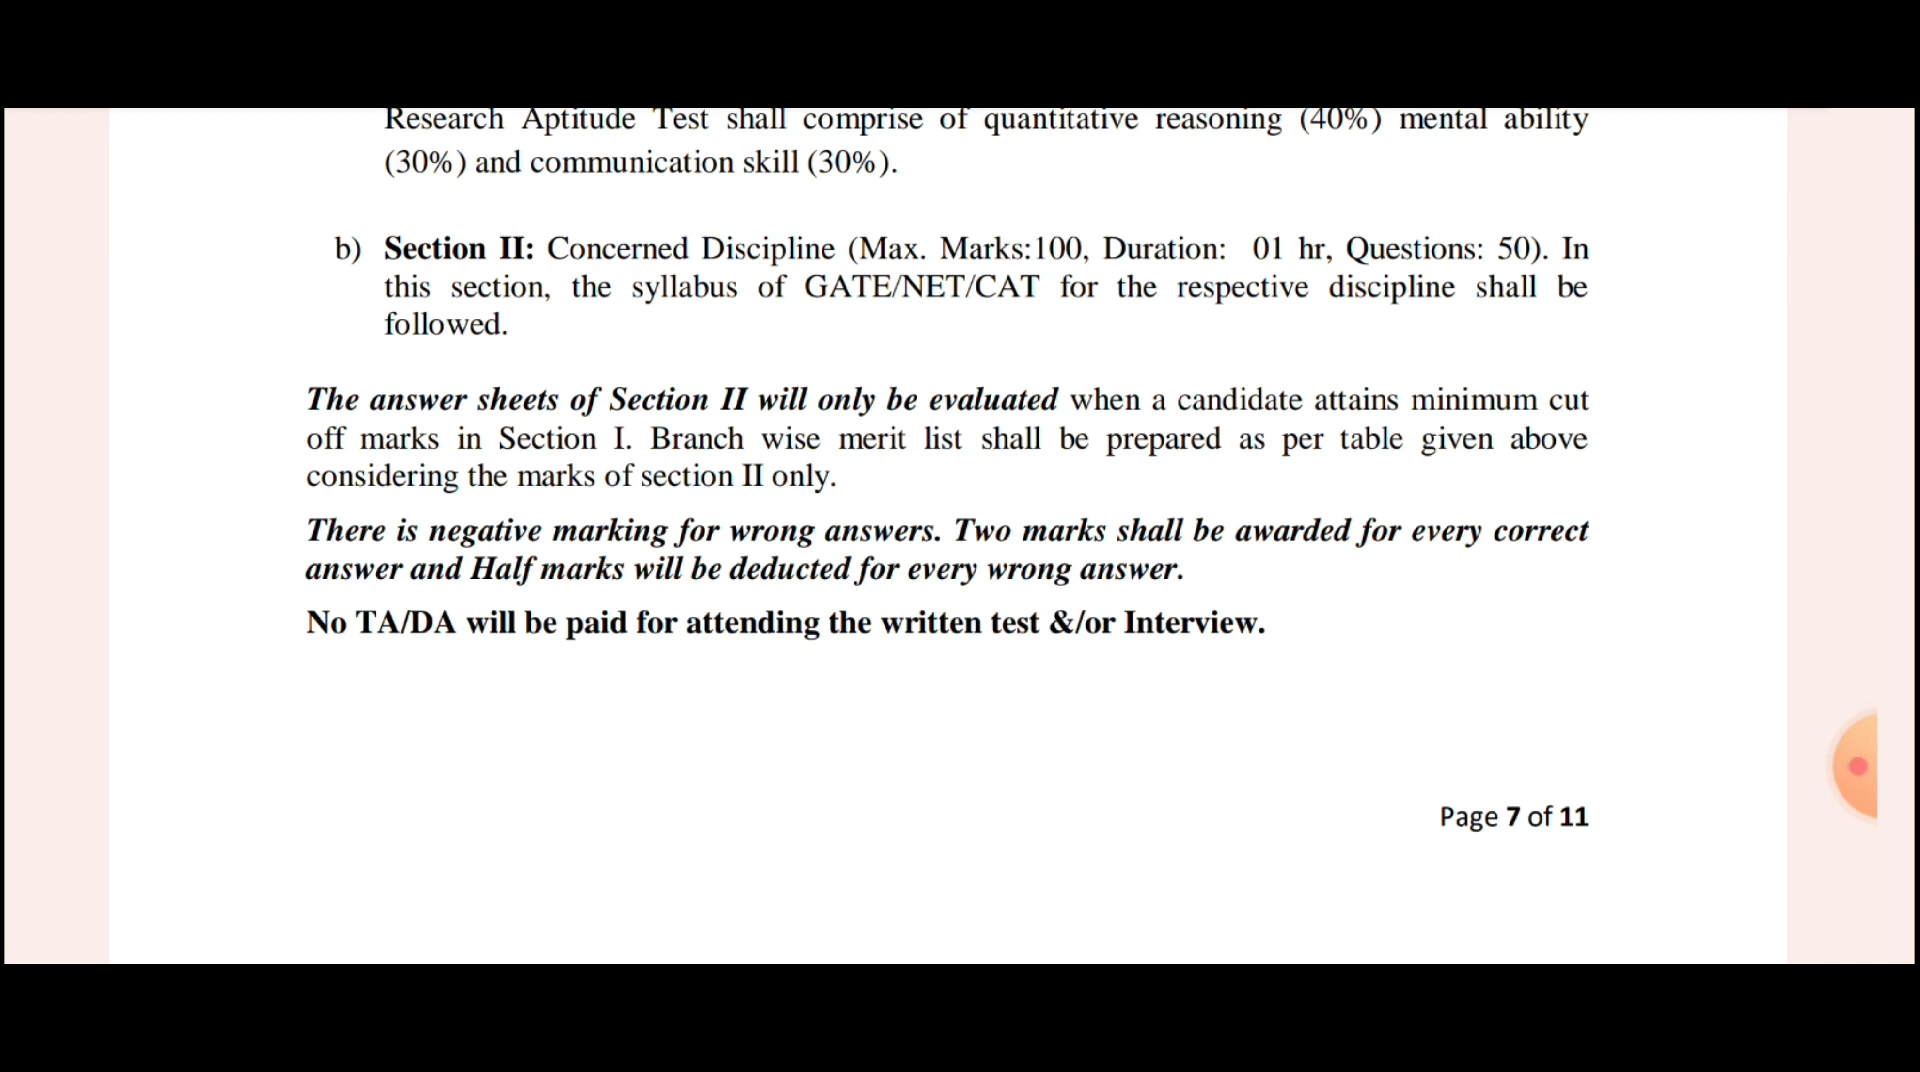 Research Aptitude Test shall comprise of quantitative reasoning (40%) mental ability
(30%) and communication skill (30%).
b) Section II: Concerned Discipline (Max. Marks:100, Duration: 01 hr, Questions: 50). In
this section, the syllabus of GATE/NET/CAT for the respective discipline shall be
followed.
The answer sheets of Section II will only be evaluated when a candidate attains minimum cut
off marks in Section I. Branch wise merit list shall be prepared as per table given above
considering the marks of section II only.
There is negative marking for wrong answers. Two marks shall be awarded for every correct
answer and Half marks will be deducted for every wrong answer.
No TA/DA will be paid for attending the written test &/or Interview.
Page 7 of 11